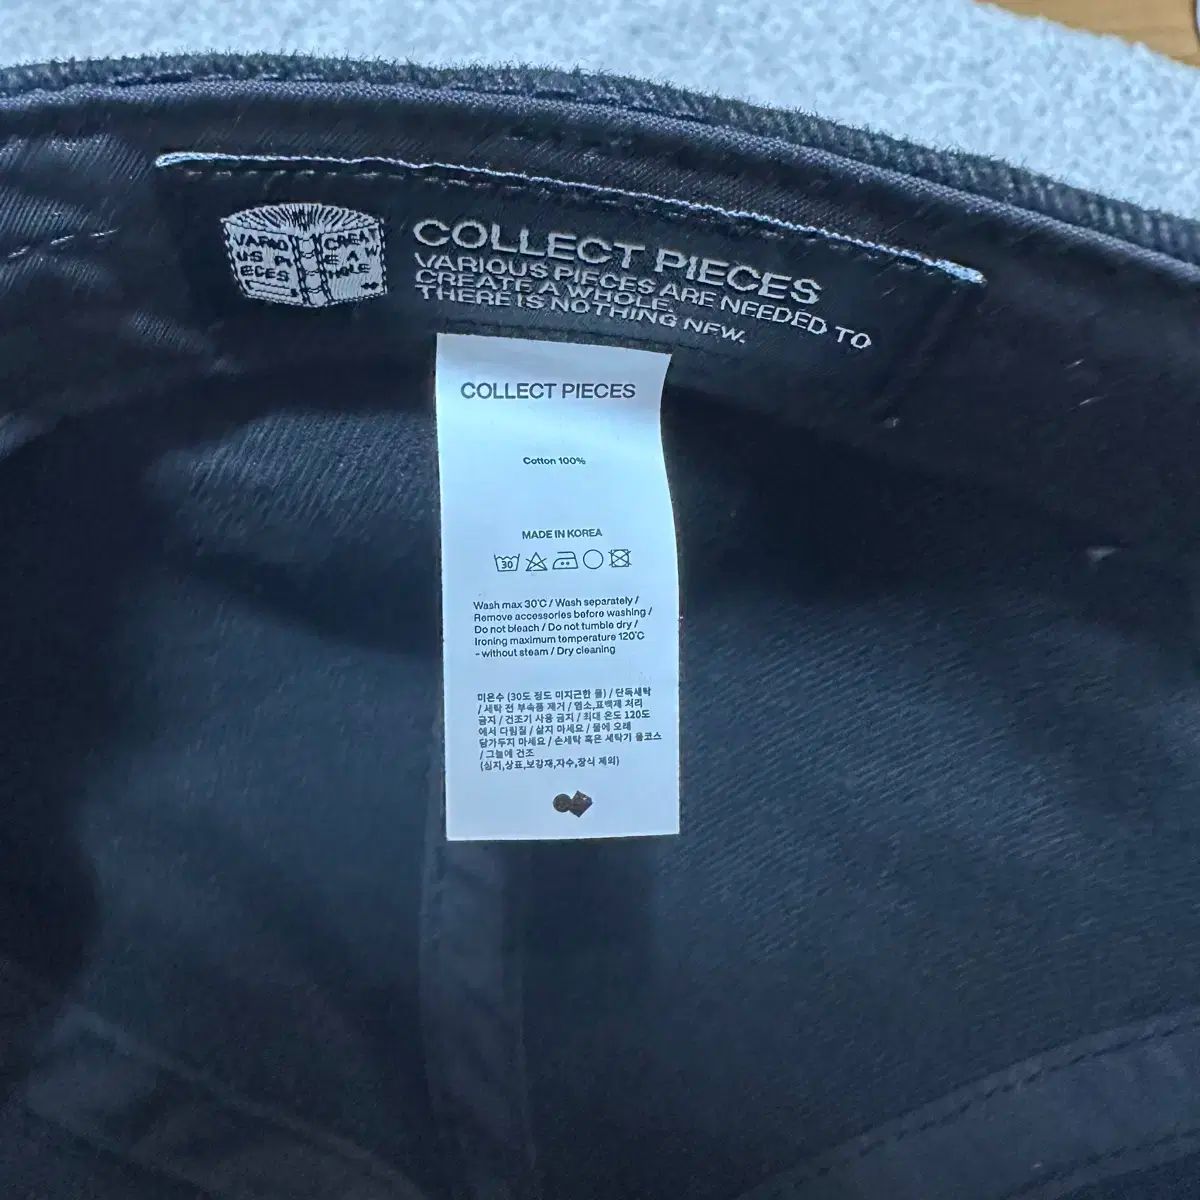 VARIO
US PI
ECES
CREAT
E A W
HOLE
COLLECT PIECES
VARIOUS PIECES ARE NEEDED TO
CREATE A WHOLE.
THERE IS NOTHING NEW.
COLLECT PIECES
Cotton 100%
MADE IN KOREA
30
Wash max 30°C / Wash separately /
Remove accessories before washing /
Do not bleach / Do not tumble dry /
Ironing maximum temperature 120°C
- without steam / Dry cleaning
미온수 (30도 정도 미지근한 물) / 단독세탁
/ 세탁 전 부속품 제거 / 염소,표백제 처리
금지 / 건조기 사용 금지 / 최대 온도 120도
에서 다림질 / 삶지 마세요 / 물에 오래
담가두지 마세요 / 손세탁 혹은 세탁기 울코스
/ 그늘에 건조
(심지,상표,보강재,자수,장식 제외)